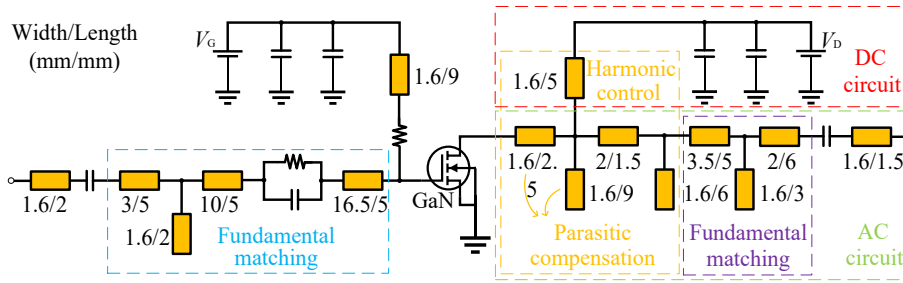 Width/Length
(mm/mm)
VG
1.6/9
1.6/2
3/5
1.6/2
10/5
16.5/5
Fundamental
matching
GaN
VD
DC
circuit
1.6/5
Harmonic
control
1.6/2.
5
2/1.5
1.6/9
1.6/6
Parasitic
compensation
3.5/5
2/6
1.6/3
Fundamental
matching
1.6/1.5
AC
circuit